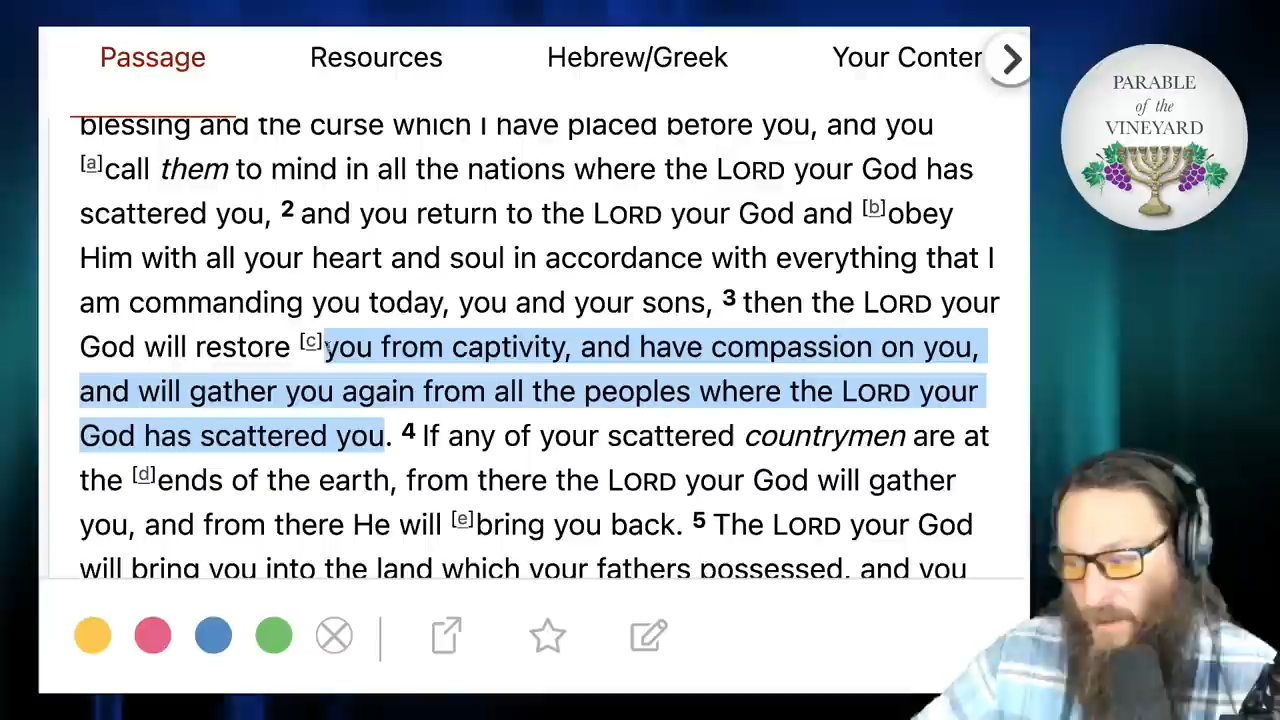 Passage Resources Hebrew/Greek Your Conten
blessing and the curse which I have placed before you, and you
[a]call them to mind in all the nations where the LORD your God has
scattered you, 2 and you return to the LORD your God and [b]obey
Him with all your heart and soul in accordance with everything that I
am commanding you today, you and your sons, 3 then the LORD your
God will restore [c]you from captivity, and have compassion on you,
and will gather you again from all the peoples where the LORD your
God has scattered you. 4 If any of your scattered countrymen are at
the [d]ends of the earth, from there the LORD your God will gather
you, and from there He will [e]bring you back. 5 The LORD your God
will bring you into the land which your fathers possessed, and you
PARABLE
of the
VINEYARD